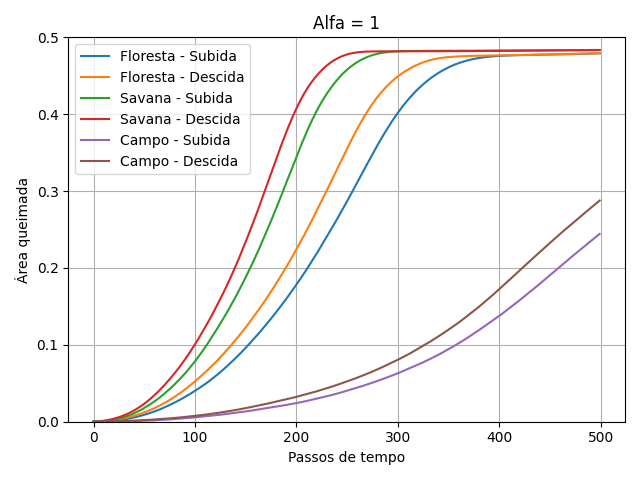 Alfa = 1
Floresta - Subida
Floresta - Descida
Savana - Subida
Savana - Descida
Campo - Subida
Campo - Descida
Área queimada
0.5
0.4
0.3
0.2
0.1
0.0
0 100 200 300 400 500
Passos de tempo